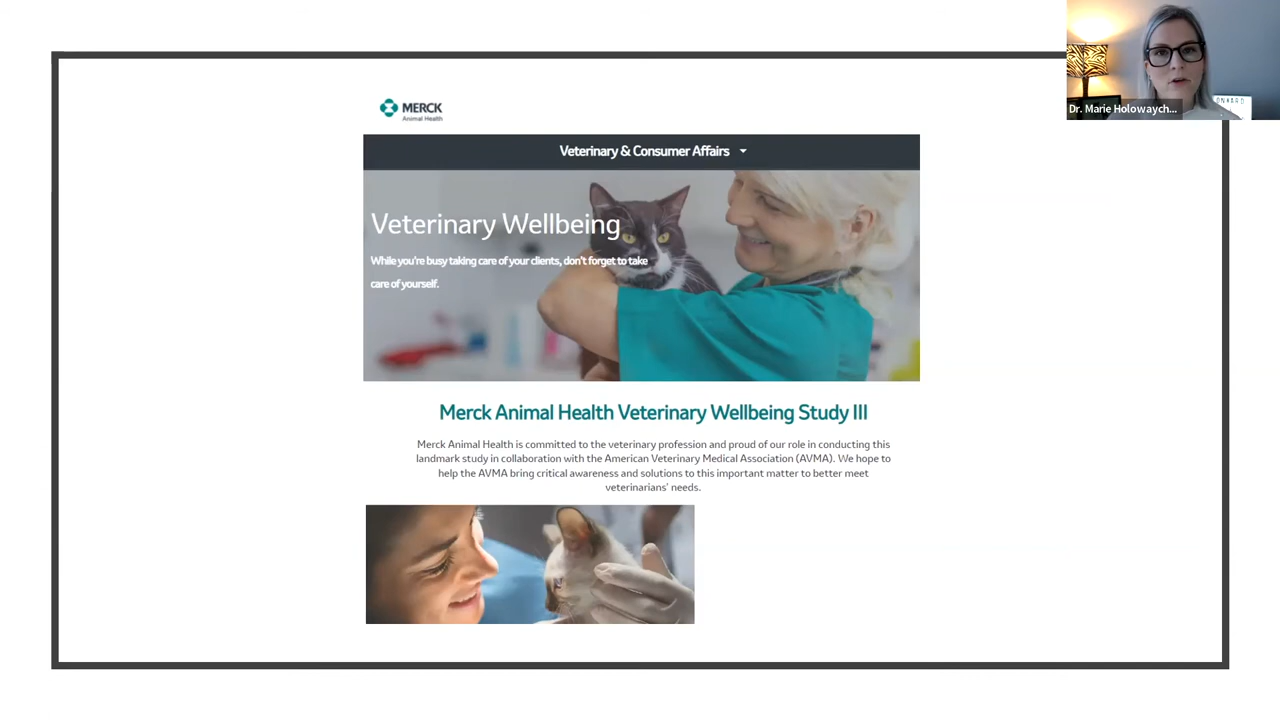 MERCK
Animal Health
Dr. Marie Holowaych...
Veterinary & Consumer Affairs
Veterinary Wellbeing
While you're busy taking care of your clients, don't forget to take
care of yourself.
Merck Animal Health Veterinary Wellbeing Study III
Merck Animal Health is committed to the veterinary profession and proud of our role in conducting this
landmark study in collaboration with the American Veterinary Medical Association (AVMA). We hope to
help the AVMA bring critical awareness and solutions to this important matter to better meet
veterinarians' needs.